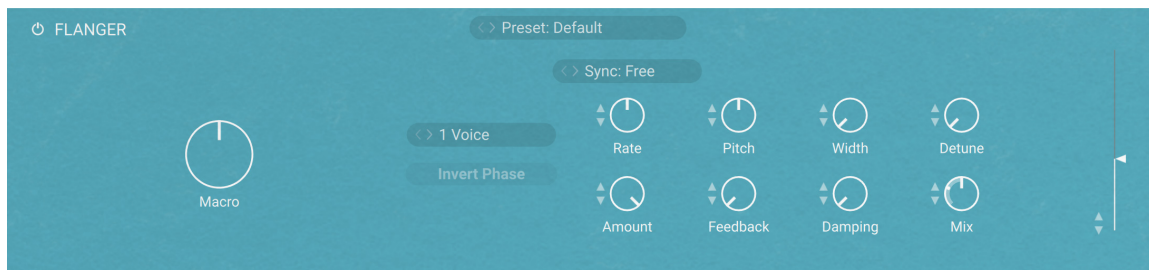 FLANGER
Preset: Default
Sync: Free
1 Voice
Rate
Pitch
Width
Detune
Invert Phase
Macro
Amount
Feedback
Damping
Mix